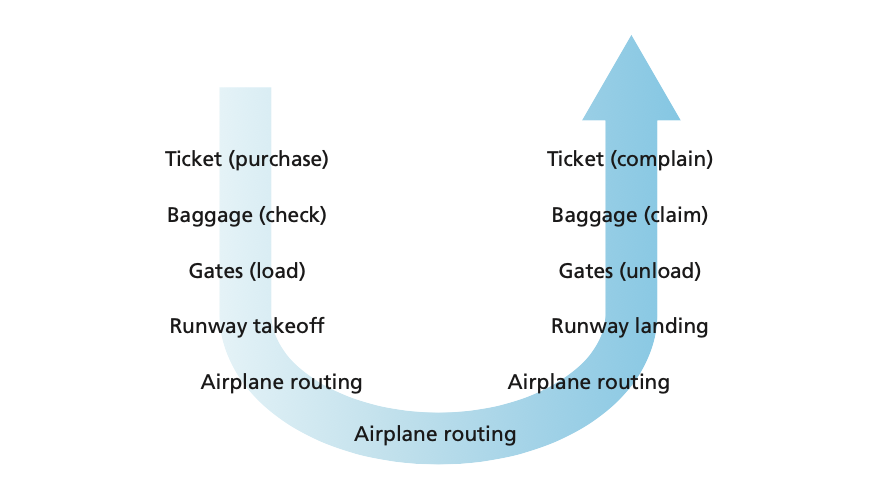 Ticket (purchase)
Ticket (complain)
Baggage (check)
Baggage (claim)
Gates (load)
Gates (unload)
Runway takeoff
Runway landing
Airplane routing
Airplane routing
Airplane routing